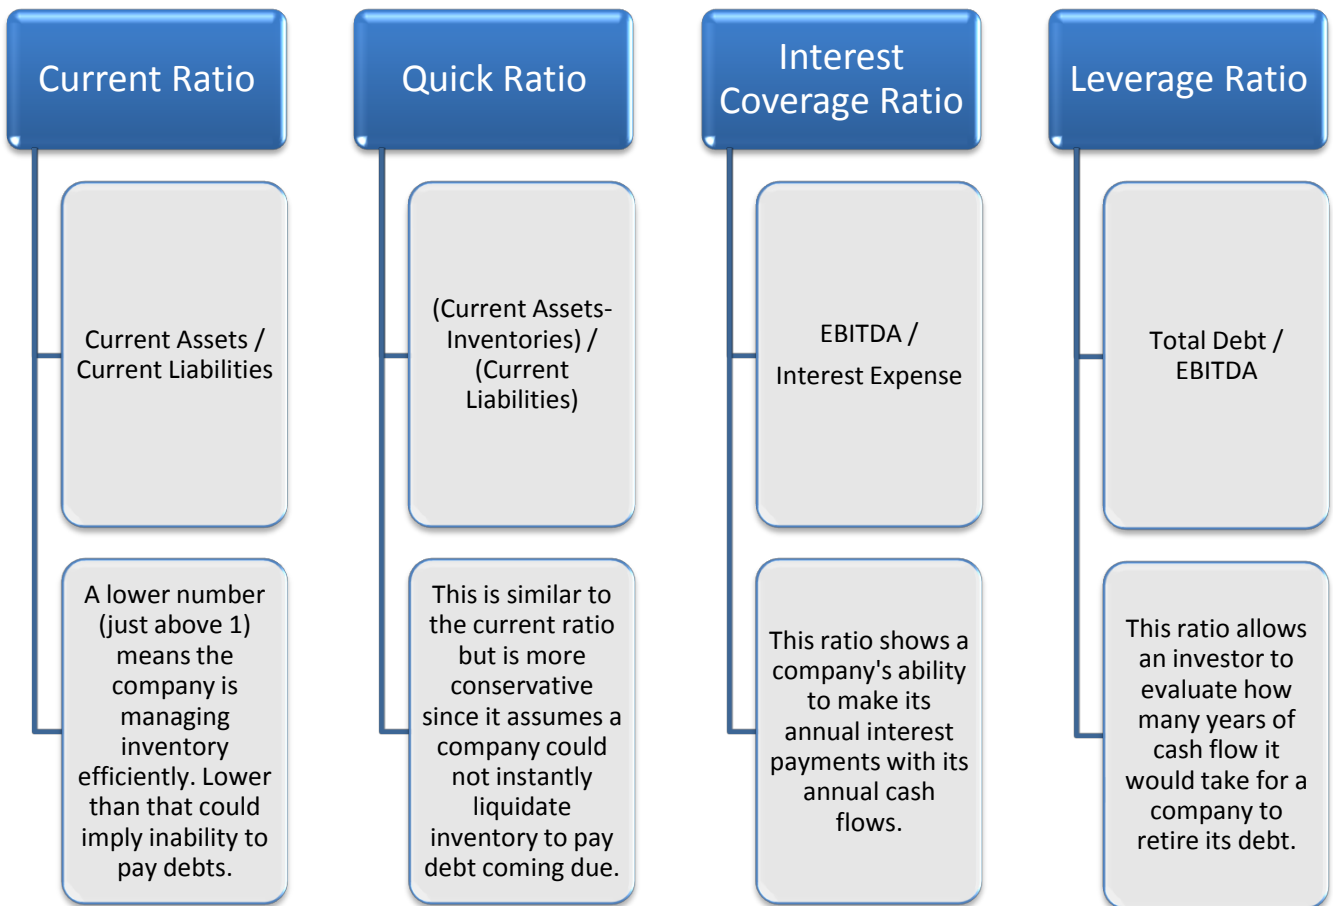 Current Ratio
Current Assets /
Current Liabilities
A lower number
(just above 1)
means the
company is
managing
inventory
efficiently. Lower
than that could
imply inability to
pay debts.
Quick Ratio
(Current Assets-
Inventories) /
(Current
Liabilities)
This is similar to
the current ratio
but is more
conservative
since it assumes a
company could
not instantly
liquidate
inventory to pay
debt coming due.
Interest
Coverage Ratio
EBITDA /
Interest Expense
This ratio shows a
company's ability
to make its
annual interest
payments with its
annual cash
flows.
Leverage Ratio
Total Debt /
EBITDA
This ratio allows
an investor to
evaluate how
many years of
cash flow it
would take for a
company to
retire its debt.